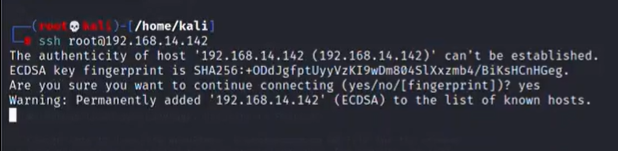 (root💀kali)-[/home/kali]
# ssh root@192.168.14.142
The authenticity of host '192.168.14.142 (192.168.14.142)' can't be established.
ECDSA key fingerprint is SHA256:+ODdJgfptUyyVzKI9wDm804SlXxzmb4/BiKsHCnHGeg.
Are you sure you want to continue connecting (yes/no/[fingerprint])? yes
Warning: Permanently added '192.168.14.142' (ECDSA) to the list of known hosts.